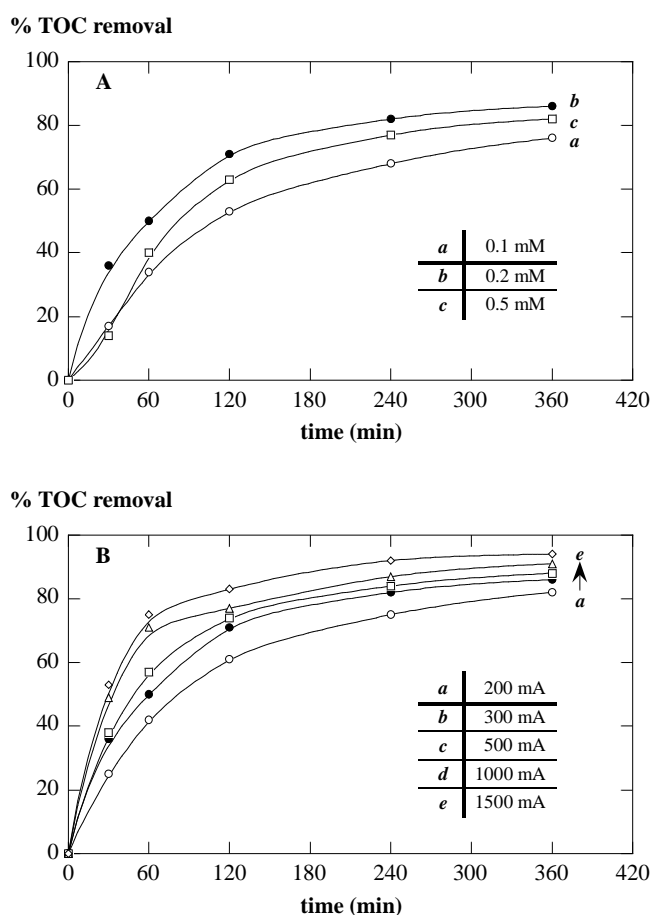 % TOC removal
100
A
80
60
40
20
0
b
c
a
a 0.1 mM
b 0.2 mM
c 0.5 mM
0 60 120 180 240 300 360 420
time (min)
% TOC removal
100
B
80
60
40
20
0
e
a
a 200 mA
b 300 mA
c 500 mA
d 1000 mA
e 1500 mA
0 60 120 180 240 300 360 420
time (min)